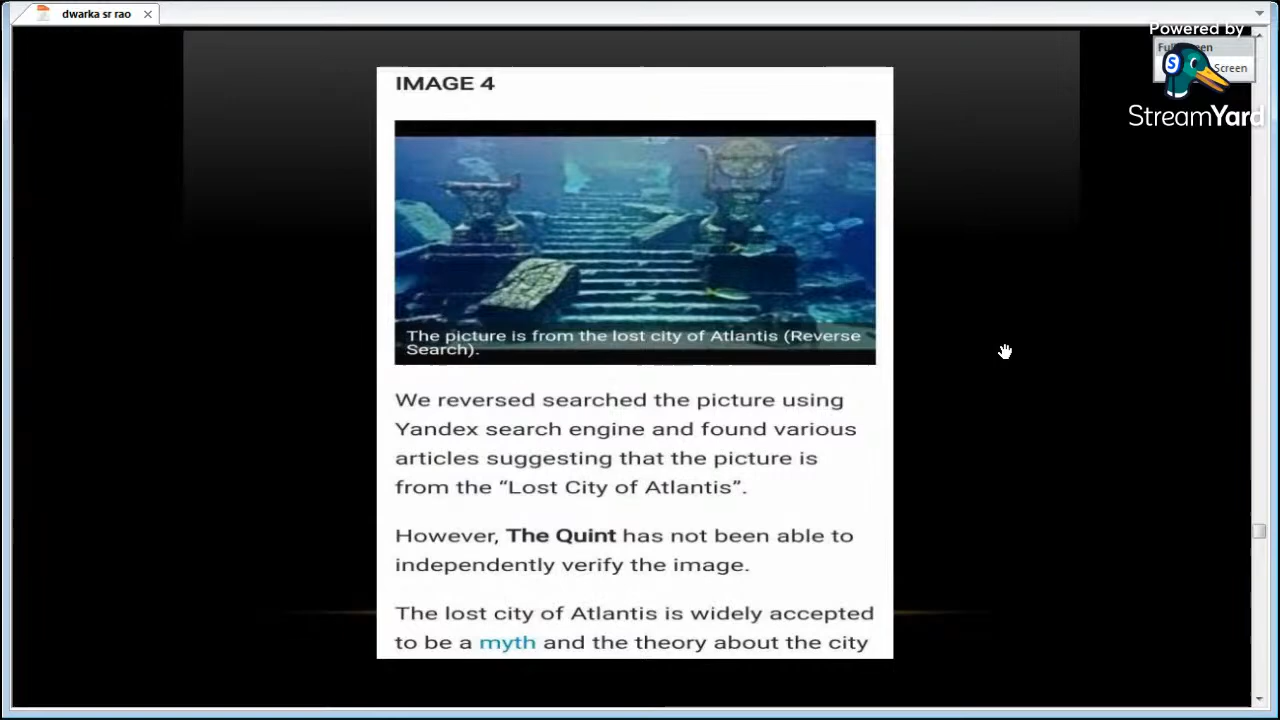 dwarka sr rao
Powered by
Screen
StreamYard
IMAGE 4
The picture is from the lost city of Atlantis (Reverse
Search).
We reversed searched the picture using
Yandex search engine and found various
articles suggesting that the picture is
from the “Lost City of Atlantis”.
However, The Quint has not been able to
independently verify the image.
The lost city of Atlantis is widely accepted
to be a myth and the theory about the city